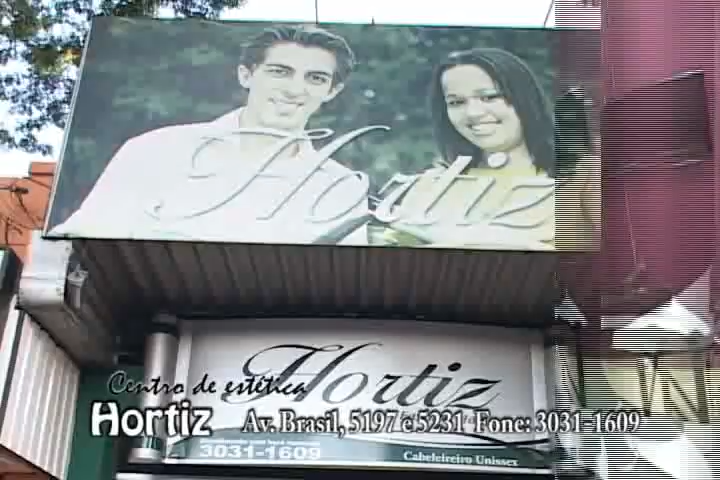 Hortiz
Hortiz
Centro de estética
Hortiz Av. Brasil, 5197 e 5231 Fone: 3031-1609
3031-1609
Cabeleireiro Unissex